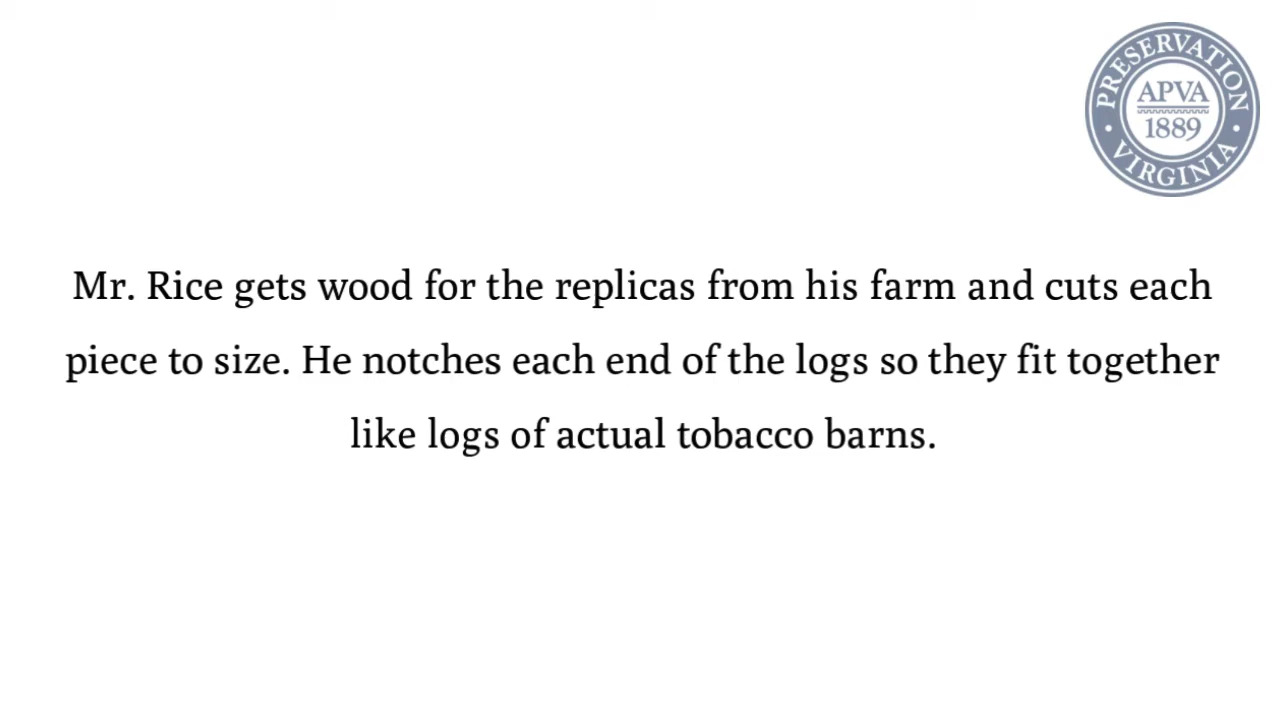 PRESERVATION
APVA
1889
VIRGINIA
Mr. Rice gets wood for the replicas from his farm and cuts each
piece to size. He notches each end of the logs so they fit together
like logs of actual tobacco barns.